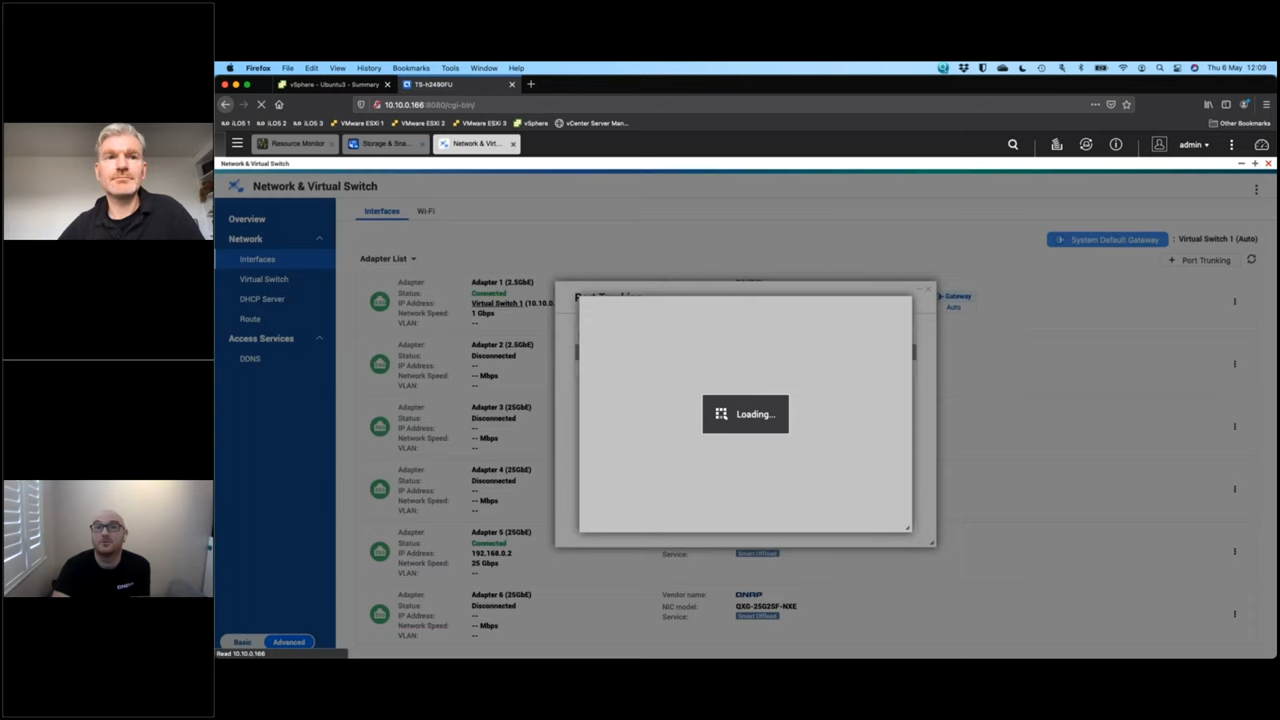 Firefox File Edit View History Bookmarks Tools Window Help Thu 6 May 12:09
vSphere - Ubuntu3 - Summary TS-h2490FU
10.10.0.166:8080/cgi-bin/
iLO5 1 iLO5 2 iLO5 3 VMware ESXi 1 VMware ESXi 2 VMware ESXi 3 vSphere vCenter Server Man... Other Bookmarks
Resource Monitor Storage & Sna... Network & Virt... admin
Network & Virtual Switch
Network & Virtual Switch
Overview
Network
Interfaces
Virtual Switch
DHCP Server
Route
Access Services
DDNS
Basic Advanced
Read 10.10.0.166
Interfaces Wi-Fi
System Default Gateway : Virtual Switch 1 (Auto)
Adapter List + Port Trunking
Adapter: Adapter 1 (2.5GbE)
Status: Connected
IP Address: Virtual Switch 1 (10.10.0.
Network Speed: 1 Gbps
VLAN: --
Gateway
Auto
Adapter: Adapter 2 (2.5GbE)
Status: Disconnected
IP Address: --
Network Speed: -- Mbps
VLAN: --
Adapter: Adapter 3 (25GbE)
Status: Disconnected
IP Address: --
Network Speed: -- Mbps
VLAN: --
Adapter: Adapter 4 (25GbE)
Status: Disconnected
IP Address: --
Network Speed: -- Mbps
VLAN: --
Adapter: Adapter 5 (25GbE)
Status: Connected
IP Address: 192.168.0.2
Network Speed: 25 Gbps
VLAN: --
Service: Smart Offload
Adapter: Adapter 6 (25GbE)
Status: Disconnected
IP Address: --
Network Speed: -- Mbps
VLAN: --
Vendor name: QNAP
NIC model: QXG-25G2SF-NXE
Service: Smart Offload
Loading...
QNAP